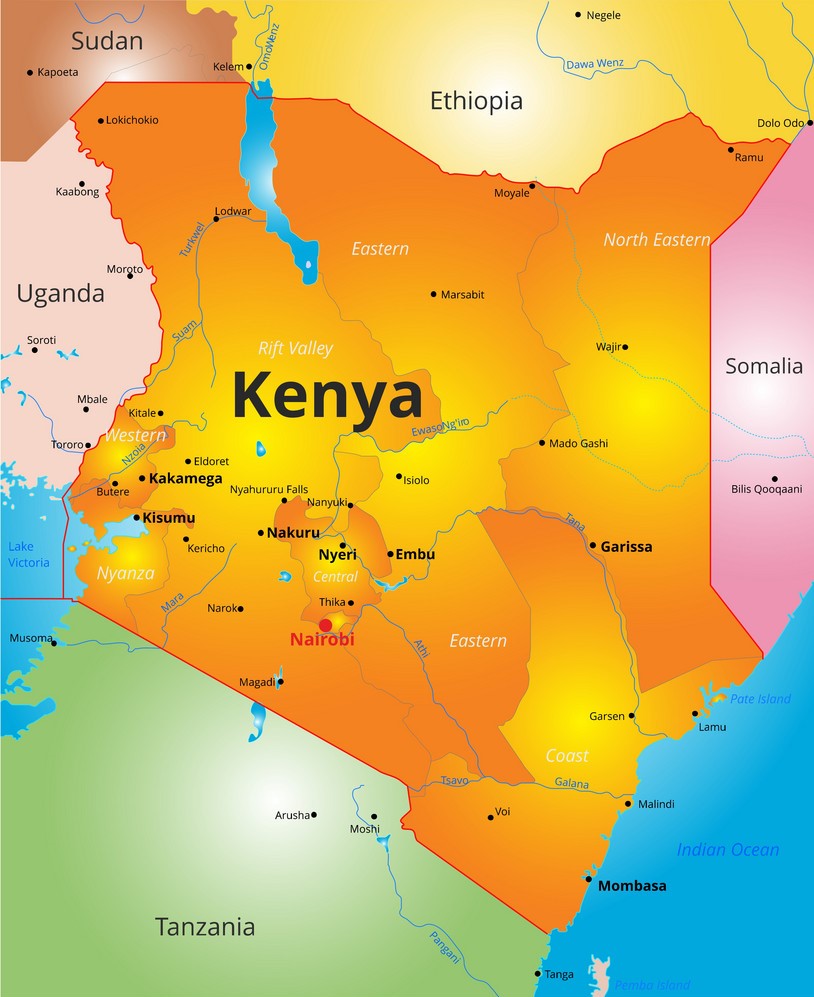 Negele
Sudan
OmoWenz
Kelem
Kapoeta
Dawa Wenz
Ethiopia
Lokichokio
Dolo Odo
Ramu
Kaabong
Moyale
Lodwar
Turkwel
Eastern
North Eastern
Moroto
Uganda
Marsabit
Suam
Soroti
Rift Valley
Wajir
Somalia
Kenya
Mbale
Kitale
Western
EwasoNg'iro
Tororo
Mado Gashi
Nzoia
Eldoret
Kakamega
Isiolo
Butere
Nyahururu Falls
Bilis Qooqaani
Nanyuki
Kisumu
Tana
Nakuru
Lake
Victoria
Kericho
Nyeri
Embu
Garissa
Nyanza
Central
Mara
Narok
Thika
Nairobi
Musoma
Athi
Eastern
Magadi
Pate Island
Garsen
Lamu
Coast
Tsavo
Galana
Malindi
Arusha
Moshi
Voi
Indian Ocean
Mombasa
Tanzania
Pangani
Tanga
Pemba Island